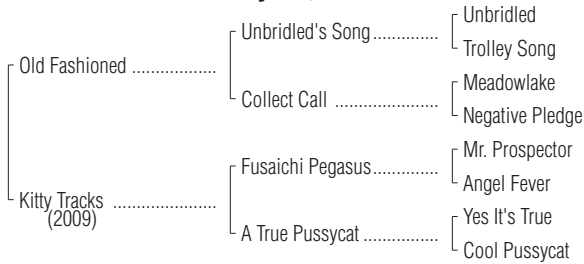 Unbridled
Unbridled's Song..............
Trolley Song
Old Fashioned ..................
Meadowlake
Collect Call ......................
Negative Pledge
Mr. Prospector
Fusaichi Pegasus..............
Angel Fever
Kitty Tracks ......................
(2009)
Yes It's True
A True Pussycat ................
Cool Pussycat